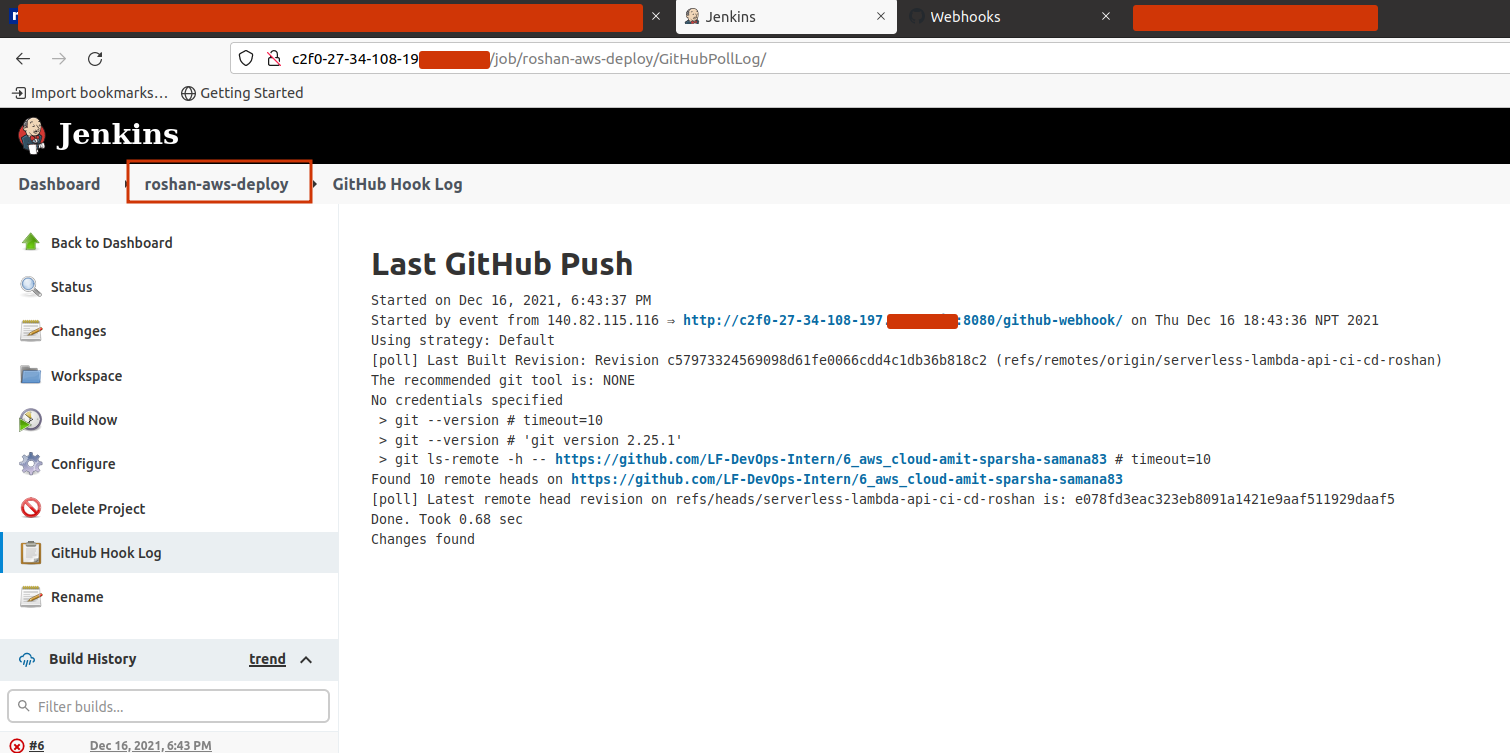 Jenkins
Webhooks
c2f0-27-34-108-19 /job/roshan-aws-deploy/GitHubPollLog/
Import bookmarks… Getting Started
Jenkins
Dashboard roshan-aws-deploy GitHub Hook Log
Back to Dashboard
Status
Changes
Workspace
Build Now
Configure
Delete Project
GitHub Hook Log
Rename
Build History trend
Filter builds...
#6 Dec 16, 2021, 6:43 PM
Last GitHub Push
Started on Dec 16, 2021, 6:43:37 PM
Started by event from 140.82.115.116 ⇒ http://c2f0-27-34-108-197. :8080/github-webhook/ on Thu Dec 16 18:43:36 NPT 2021
Using strategy: Default
[poll] Last Built Revision: Revision c57973324569098d61fe0066cdd4c1db36b818c2 (refs/remotes/origin/serverless-lambda-api-ci-cd-roshan)
The recommended git tool is: NONE
No credentials specified
> git --version # timeout=10
> git --version # 'git version 2.25.1'
> git ls-remote -h -- https://github.com/LF-DevOps-Intern/6_aws_cloud-amit-sparsha-samana83 # timeout=10
Found 10 remote heads on https://github.com/LF-DevOps-Intern/6_aws_cloud-amit-sparsha-samana83
[poll] Latest remote head revision on refs/heads/serverless-lambda-api-ci-cd-roshan is: e078fd3eac323eb8091a1421e9aaf511929daaf5
Done. Took 0.68 sec
Changes found